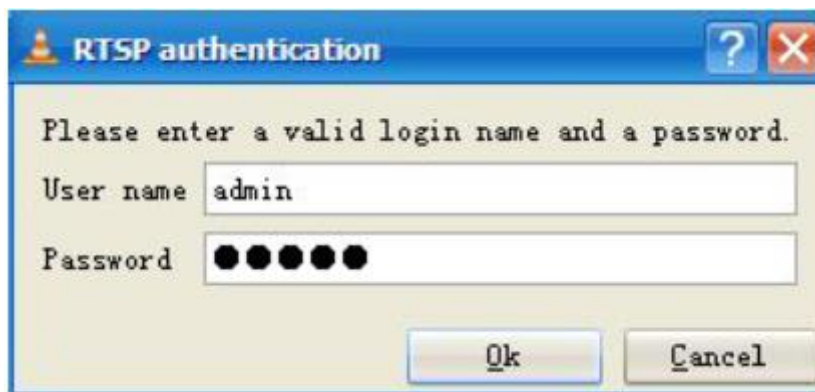 RTSP authentication
Please enter a valid login name and a password.
User name admin
Password ●●●●●
Ok Cancel